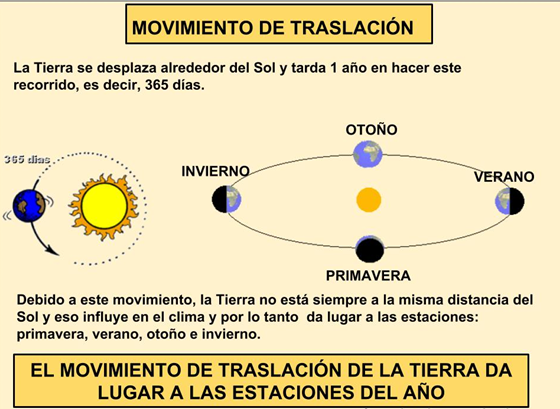 MOVIMIENTO DE TRASLACIÓN
La Tierra se desplaza alrededor del Sol y tarda 1 año en hacer este
recorrido, es decir, 365 días.
365 dias
OTOÑO
INVIERNO
VERANO
PRIMAVERA
Debido a este movimiento, la Tierra no está siempre a la misma distancia del
Sol y eso influye en el clima y por lo tanto da lugar a las estaciones:
primavera, verano, otoño e invierno.
EL MOVIMIENTO DE TRASLACIÓN DE LA TIERRA DA
LUGAR A LAS ESTACIONES DEL AÑO